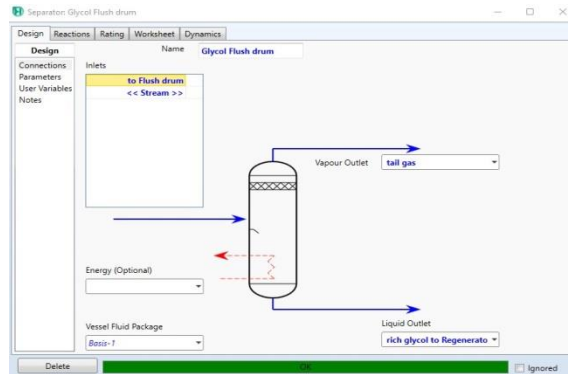 Separator: Glycol Flush drum
Design Reactions Rating Worksheet Dynamics
Design
Connections
Parameters
User Variables
Notes
Name Glycol Flush drum
Inlets
to Flush drum
<< Stream >>
Vapour Outlet tail gas
Energy (Optional)
Vessel Fluid Package
Basis-1
Liquid Outlet
rich glycol to Regenerato
Delete OK Ignored